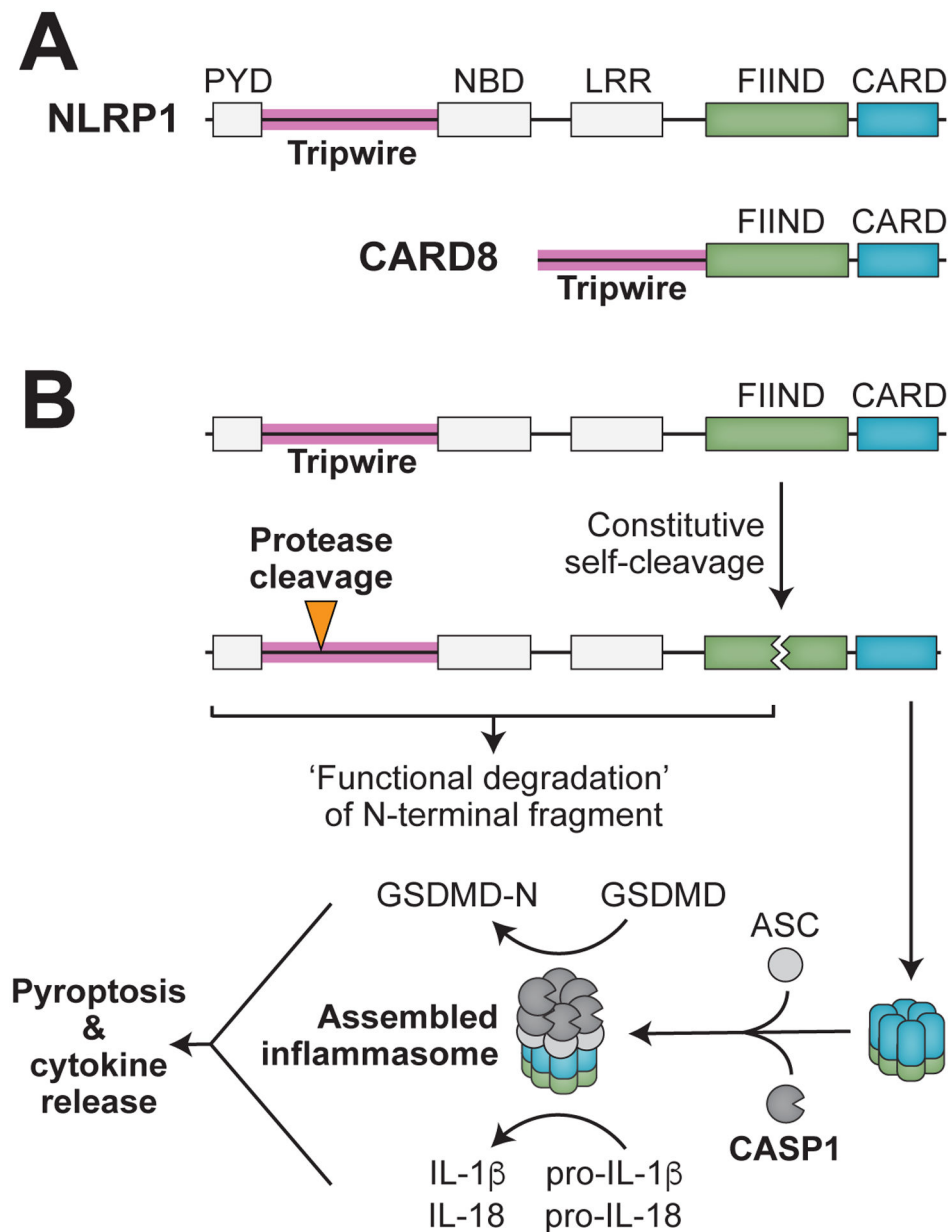 A
PYD NBD LRR FIIND CARD
NLRP1
Tripwire
FIIND CARD
CARD8
Tripwire
B
FIIND CARD
Tripwire
Constitutive
self-cleavage
Protease
cleavage
‘Functional degradation’
of N-terminal fragment
GSDMD-N GSDMD
ASC
Pyroptosis
&
cytokine
release
Assembled
inflammasome
CASP1
IL-1β pro-IL-1β
IL-18 pro-IL-18